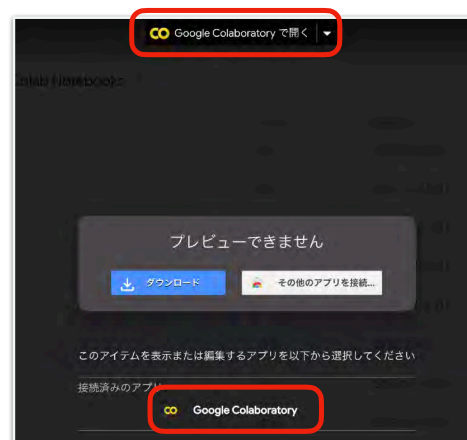 Google Colaboratory で開く
プレビューできません
ダウンロード
その他のアプリを接続...
このアイテムを表示または編集するアプリを以下から選択してください
接続済みのアプリ
Google Colaboratory